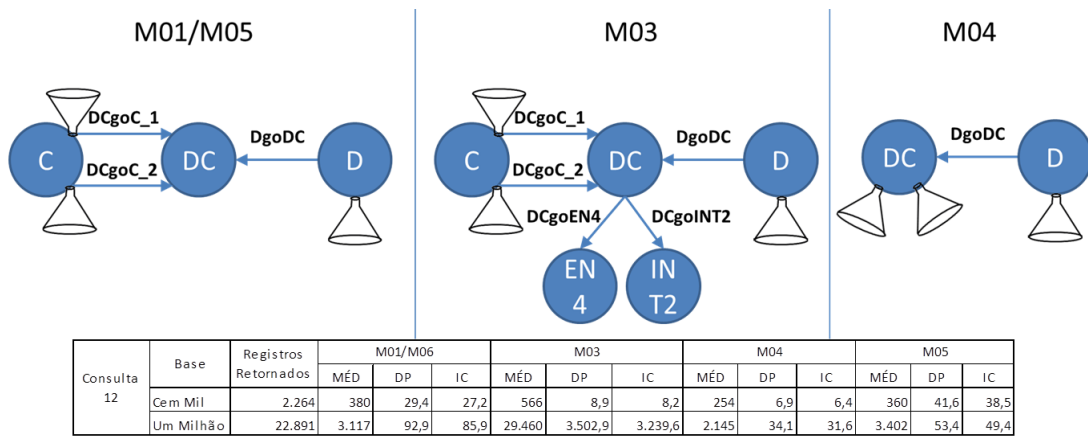 M01/M05
M03
M04
DCgoC_1
DgoDC
C
DC
D
DCgoC_2
DCgoC_1
DgoDC
C
DC
D
DCgoC_2
DCgoEN4
DCgoINT2
EN
4
IN
T2
DgoDC
DC
D
Consulta 12 Base Registros Retornados M01/M06 M03 M04 M05
MÉD DP IC MÉD DP IC MÉD DP IC MÉD DP IC
Cem Mil 2.264 380 29,4 27,2 566 8,9 8,2 254 6,9 6,4 360 41,6 38,5
Um Milhão 22.891 3.117 92,9 85,9 29.460 3.502,9 3.239,6 2.145 34,1 31,6 3.402 53,4 49,4